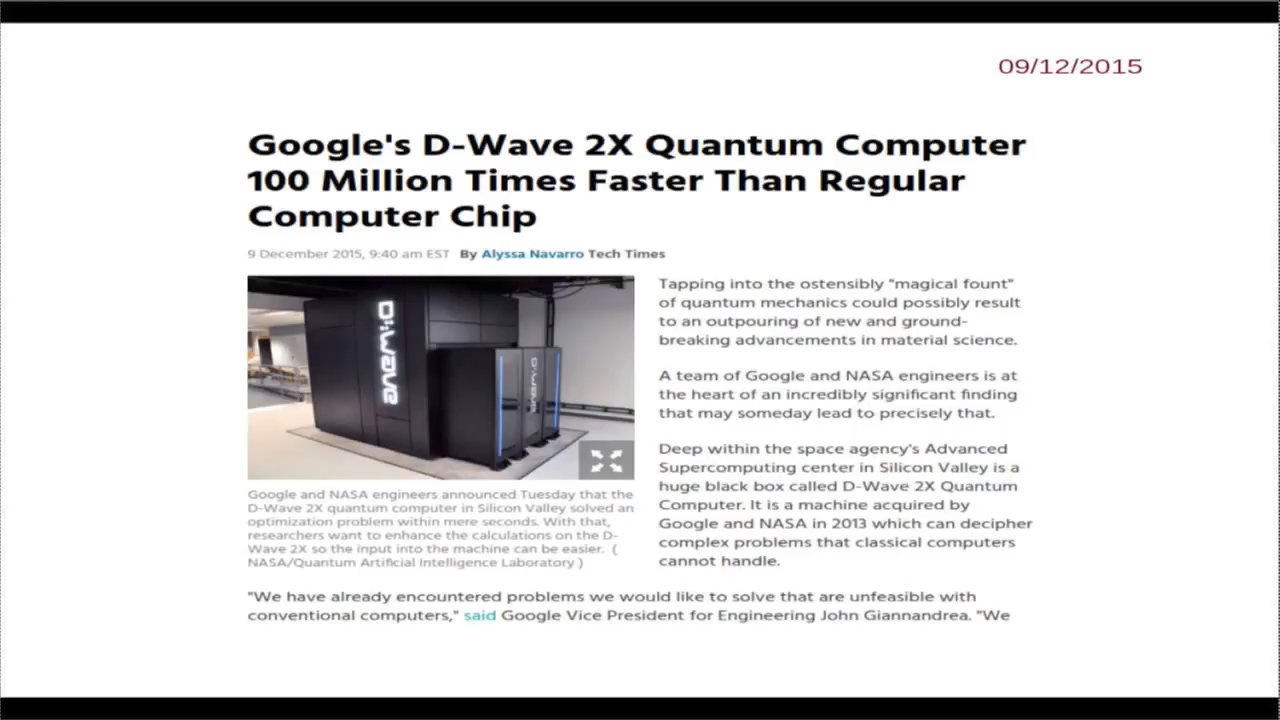 09/12/2015
Google's D-Wave 2X Quantum Computer
100 Million Times Faster Than Regular
Computer Chip
9 December 2015, 9:40 am EST By Alyssa Navarro Tech Times
D:wave
D:wave
Google and NASA engineers announced Tuesday that the
D-Wave 2X quantum computer in Silicon Valley solved an
optimization problem within mere seconds. With that,
researchers want to enhance the calculations on the D-
Wave 2X so the input into the machine can be easier. (
NASA/Quantum Artificial Intelligence Laboratory )
Tapping into the ostensibly "magical fount"
of quantum mechanics could possibly result
to an outpouring of new and ground-
breaking advancements in material science.
A team of Google and NASA engineers is at
the heart of an incredibly significant finding
that may someday lead to precisely that.
Deep within the space agency's Advanced
Supercomputing center in Silicon Valley is a
huge black box called D-Wave 2X Quantum
Computer. It is a machine acquired by
Google and NASA in 2013 which can decipher
complex problems that classical computers
cannot handle.
"We have already encountered problems we would like to solve that are unfeasible with
conventional computers," said Google Vice President for Engineering John Giannandrea. "We